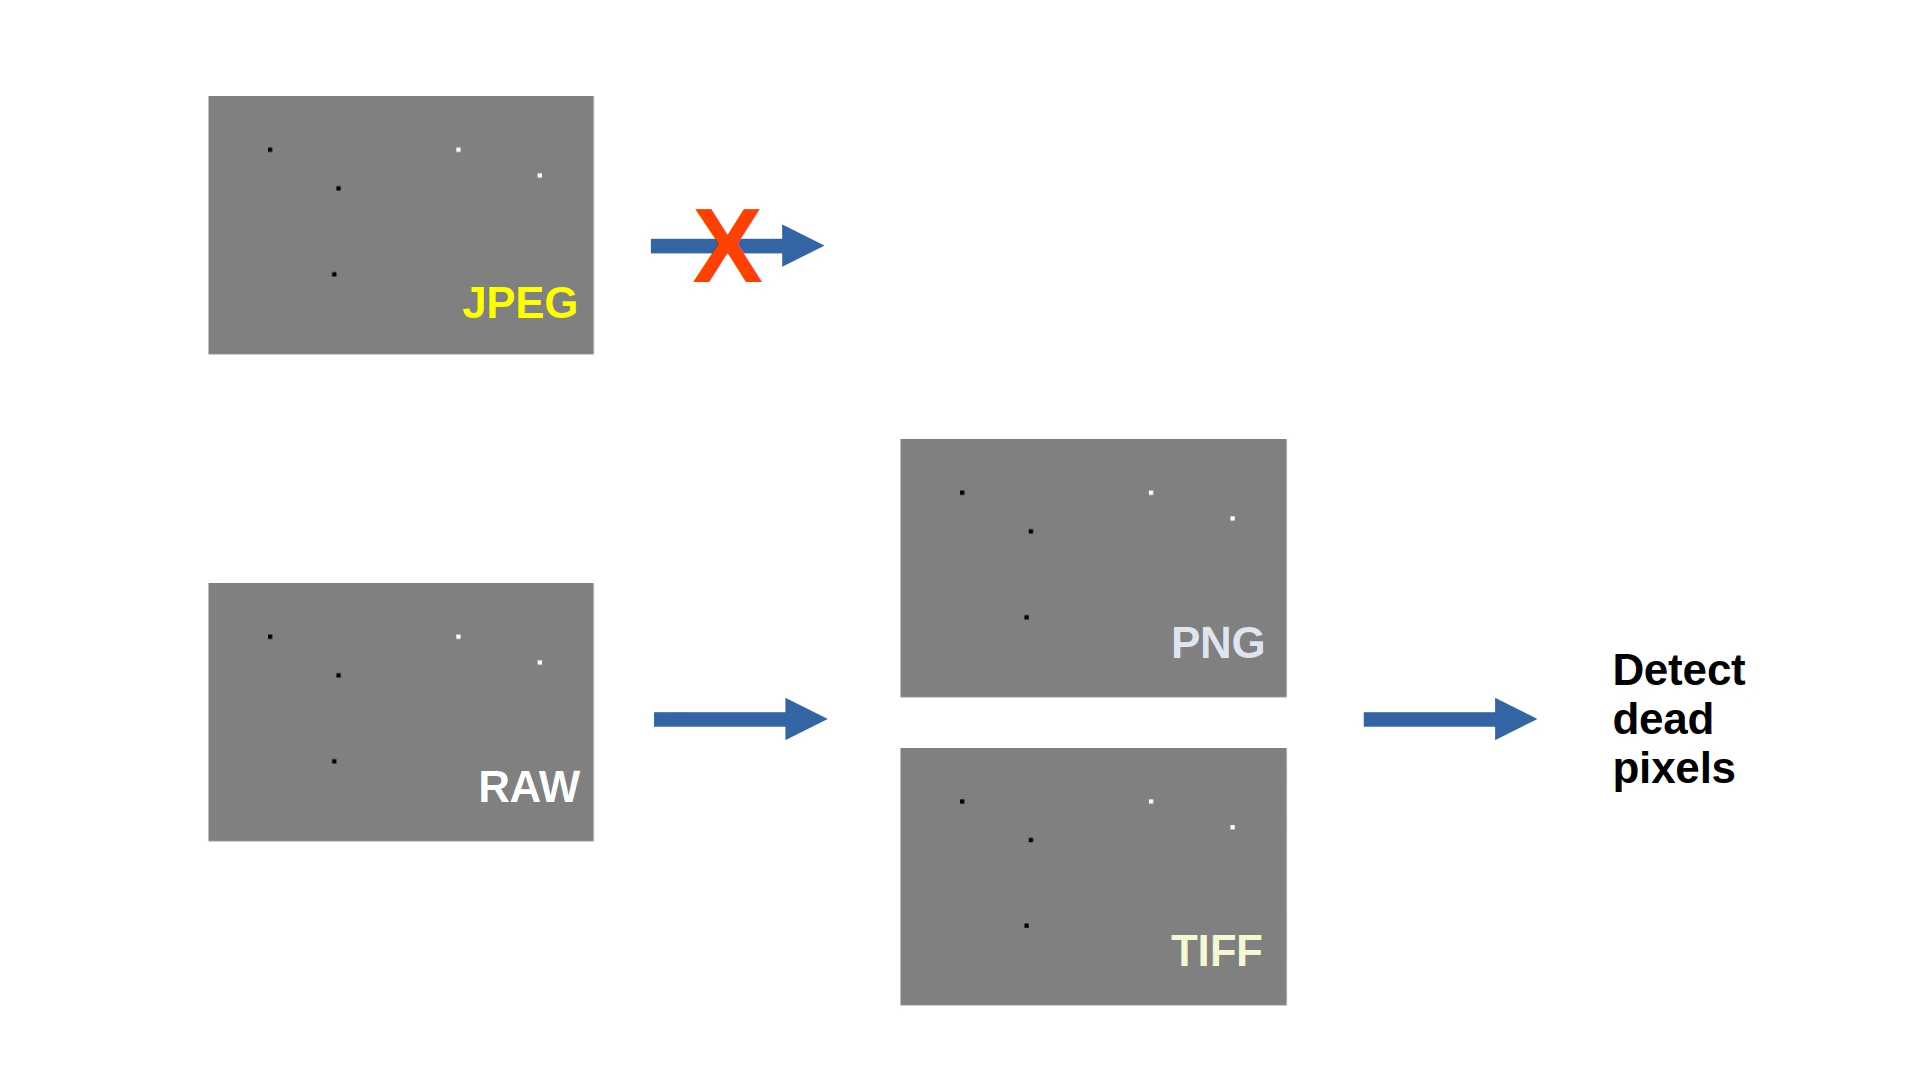 JPEG
X
RAW
PNG
TIFF
Detect
dead
pixels